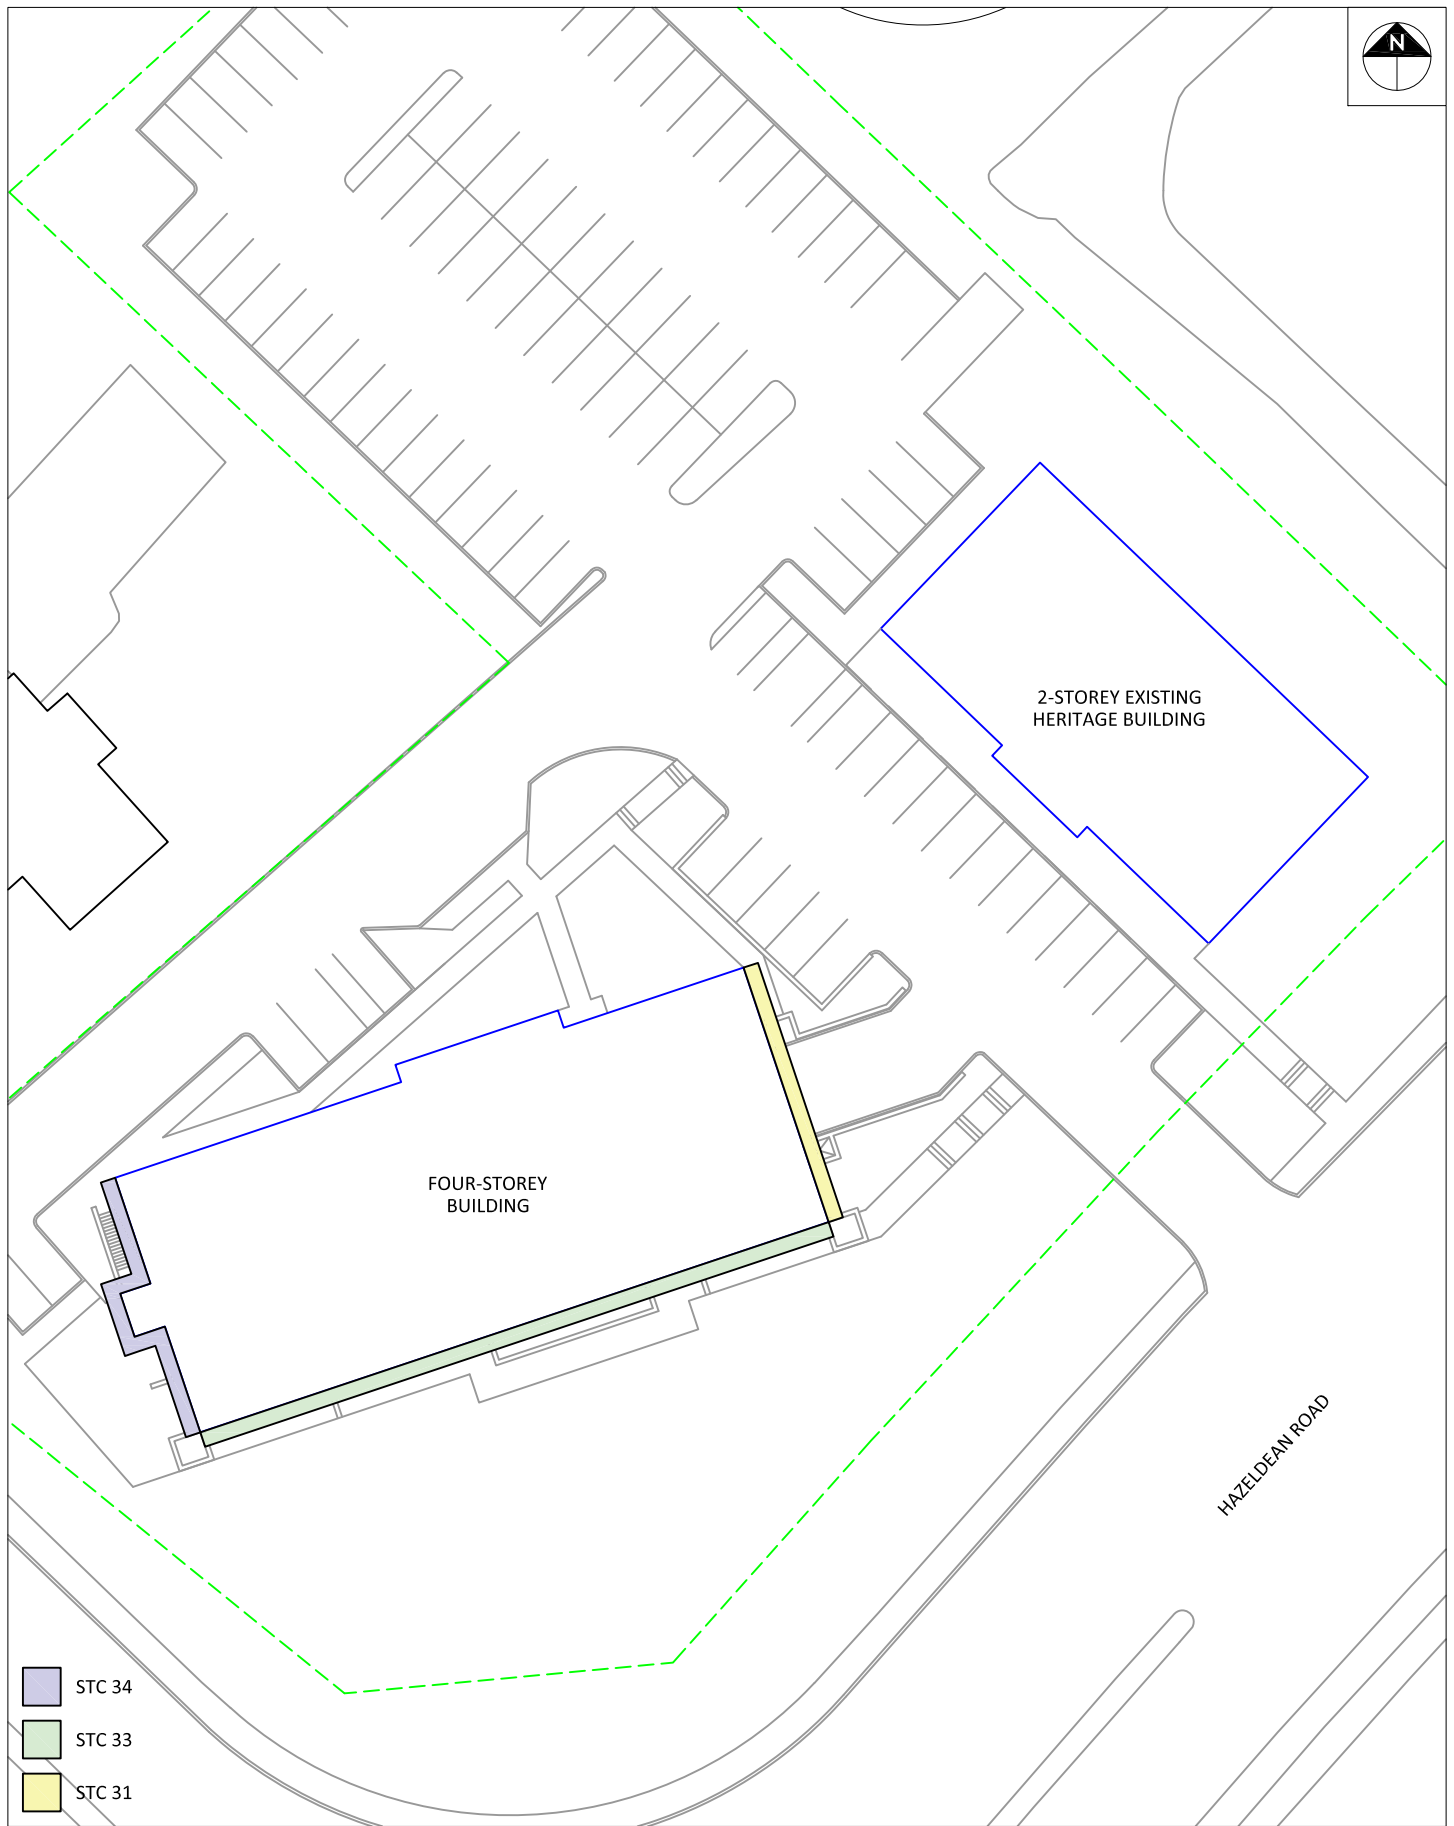 N
2-STOREY EXISTING
HERITAGE BUILDING
FOUR-STOREY
BUILDING
HAZELDEAN ROAD
STC 34
STC 33
STC 31